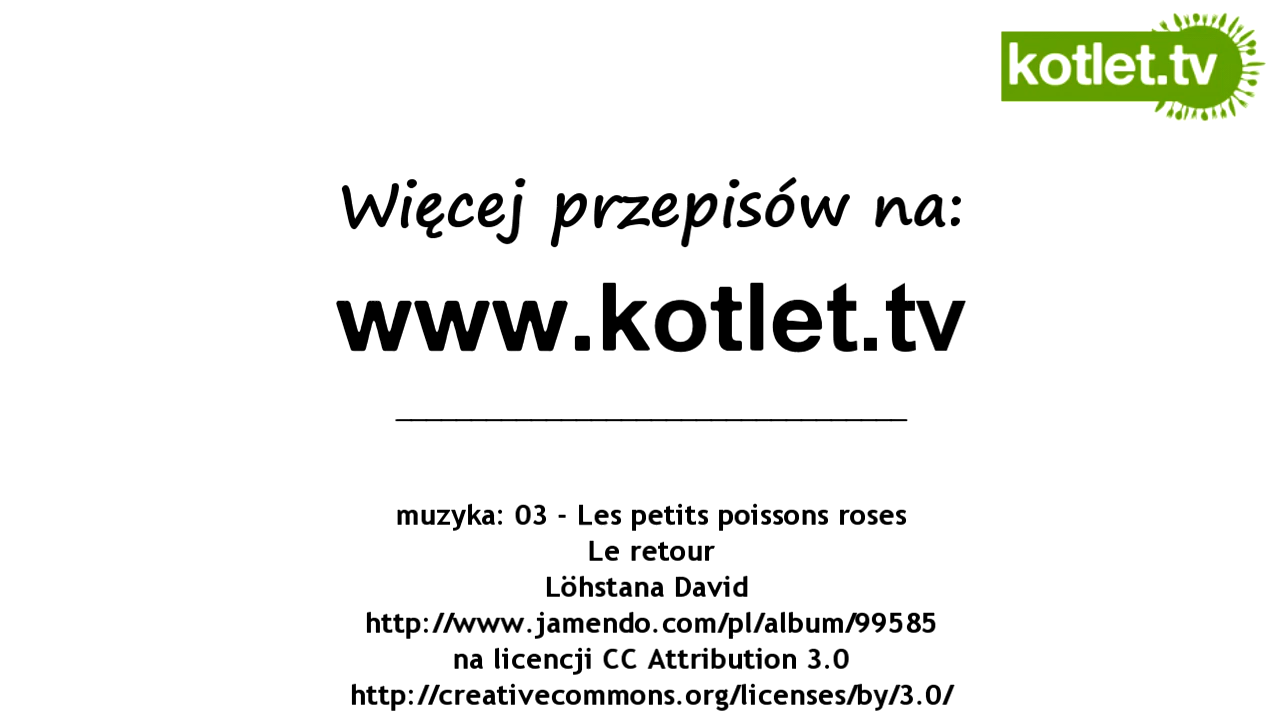 kotlet.tv
Więcej przepisów na:
www.kotlet.tv
muzyka: 03 - Les petits poissons roses
Le retour
Löhstana David
http://www.jamendo.com/pl/album/99585
na licencji CC Attribution 3.0
http://creativecommons.org/licenses/by/3.0/